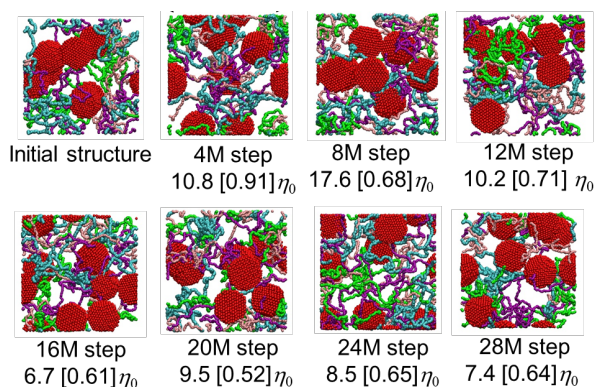 Initial structure
4M step
10.8 [0.91]η₀
8M step
17.6 [0.68]η₀
12M step
10.2 [0.71] η₀
16M step
6.7 [0.61]η₀
20M step
9.5 [0.52]η₀
24M step
8.5 [0.65]η₀
28M step
7.4 [0.64]η₀